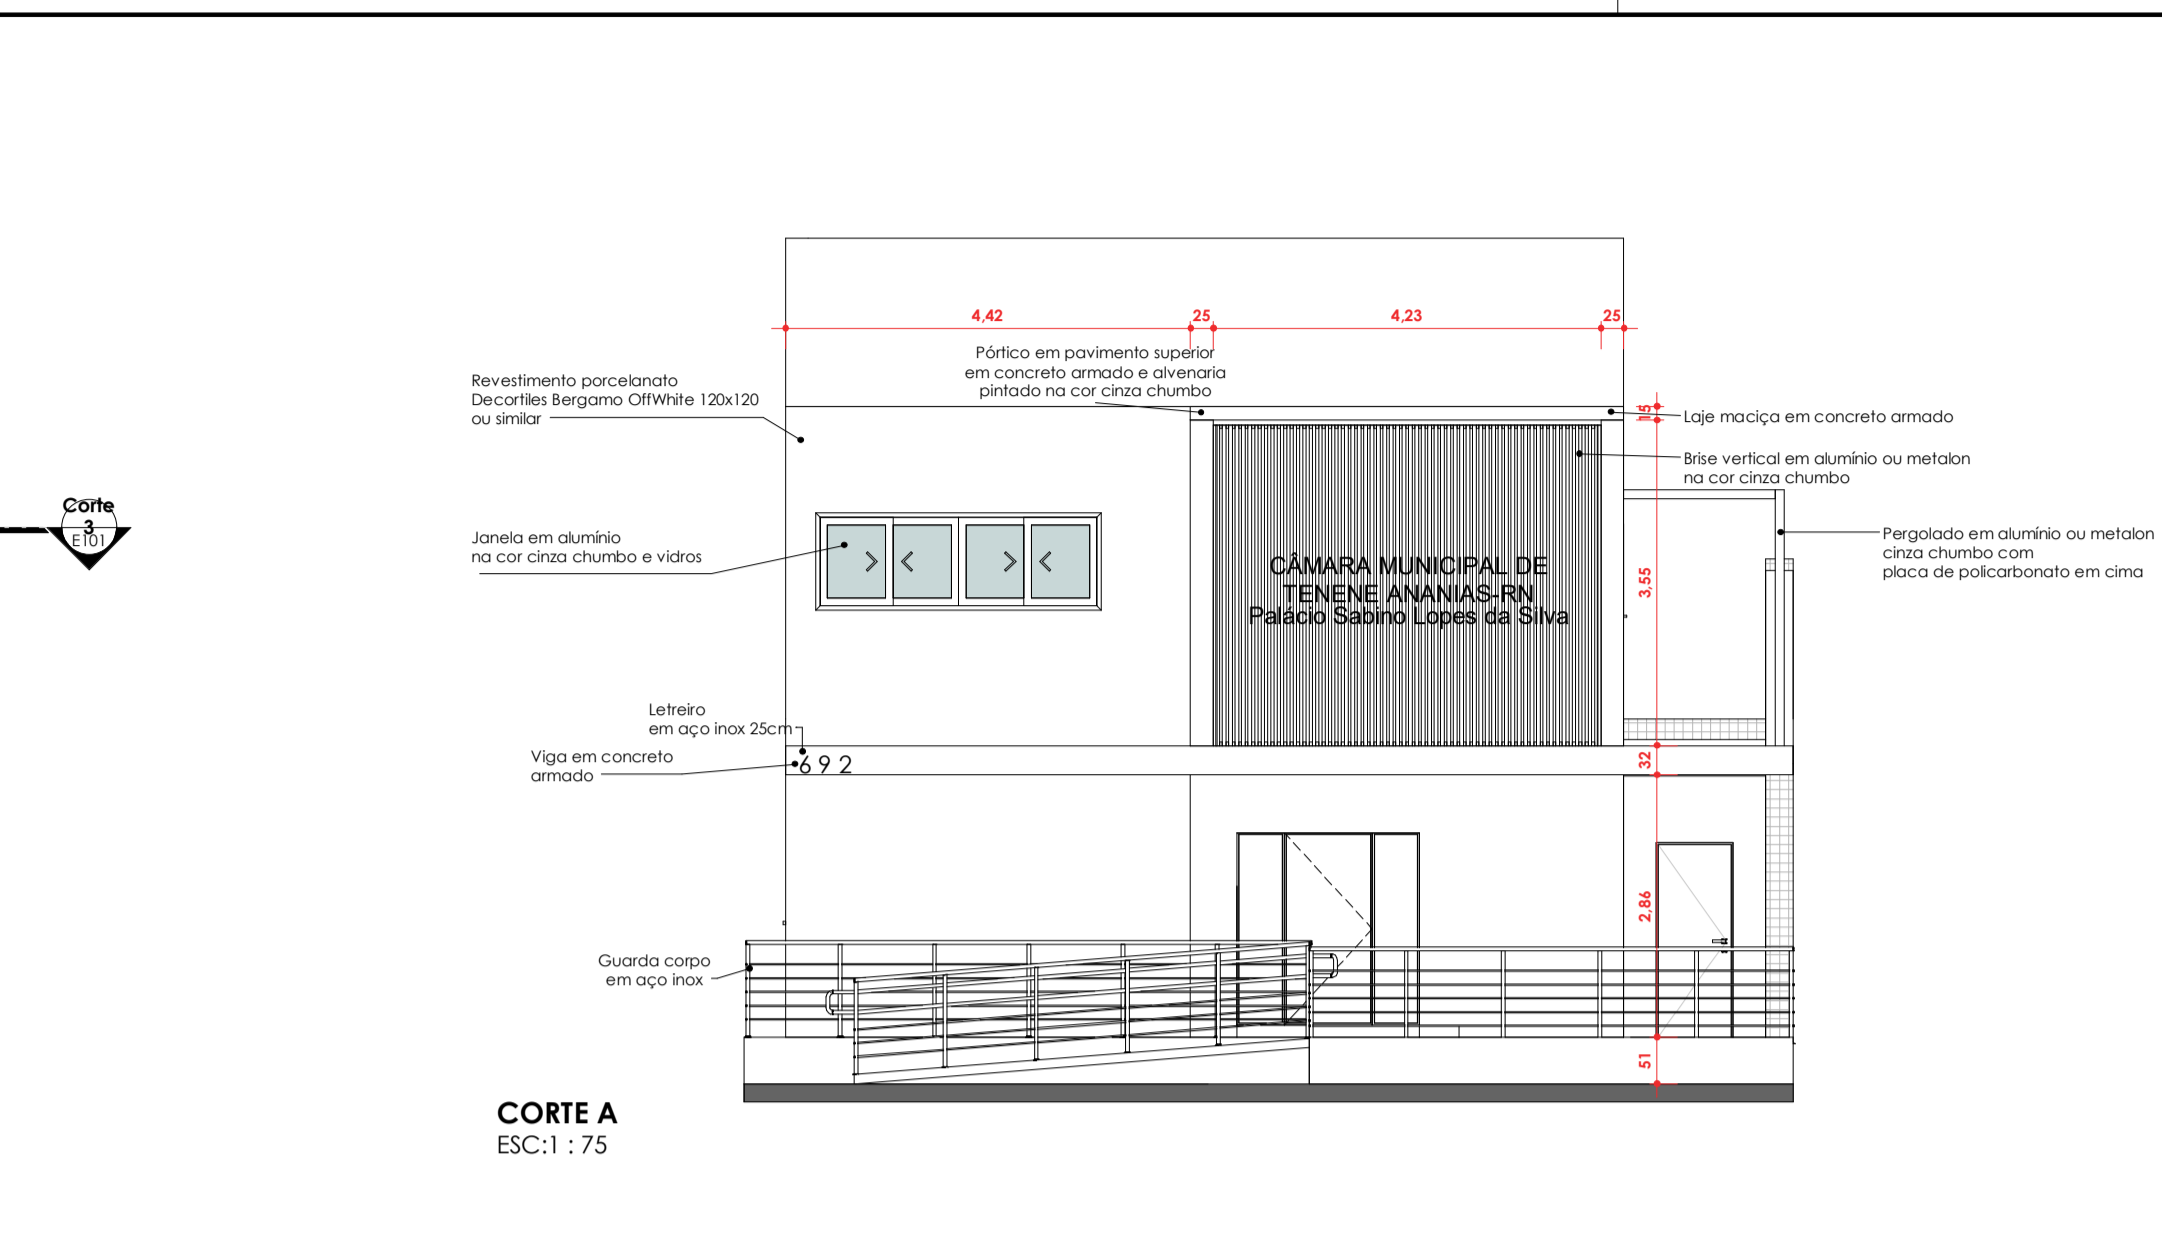 4,42
25
4,23
25
Pórtico em pavimento superior
em concreto armado e alvenaria
pintado na cor cinza chumbo
Revestimento porcelanato
Decortiles Bergamo OffWhite 120x120
ou similar
15
Laje maciça em concreto armado
Brise vertical em alumínio ou metalon
na cor cinza chumbo
Corte
3
E101
Janela em alumínio
na cor cinza chumbo e vidros
CÂMARA MUNICIPAL DE
TENENE ANANIAS-RN
Palácio Sabino Lopes da Silva
3,55
Pergolado em alumínio ou metalon
cinza chumbo com
placa de policarbonato em cima
Letreiro
em aço inox 25cm
Viga em concreto
armado
692
32
2,86
Guarda corpo
em aço inox
51
CORTE A
ESC:1 : 75